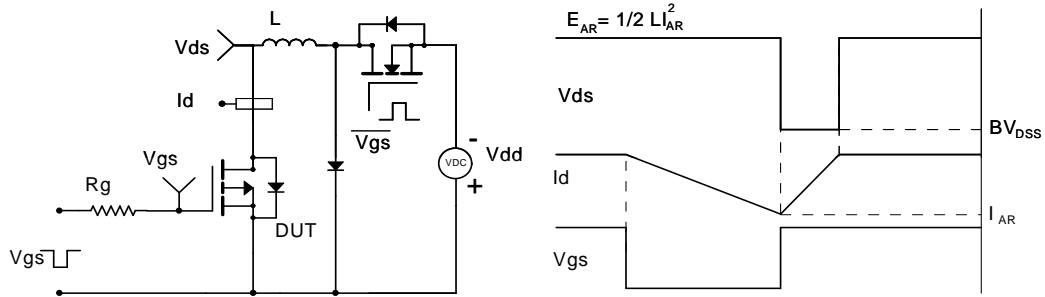 L
Vds
Id
Vgs
Vgs
Rg
DUT
Vgs
VDC
-
+
Vdd
E_AR= 1/2 LI_AR^2
Vds
BV_DSS
Id
I_AR
Vgs